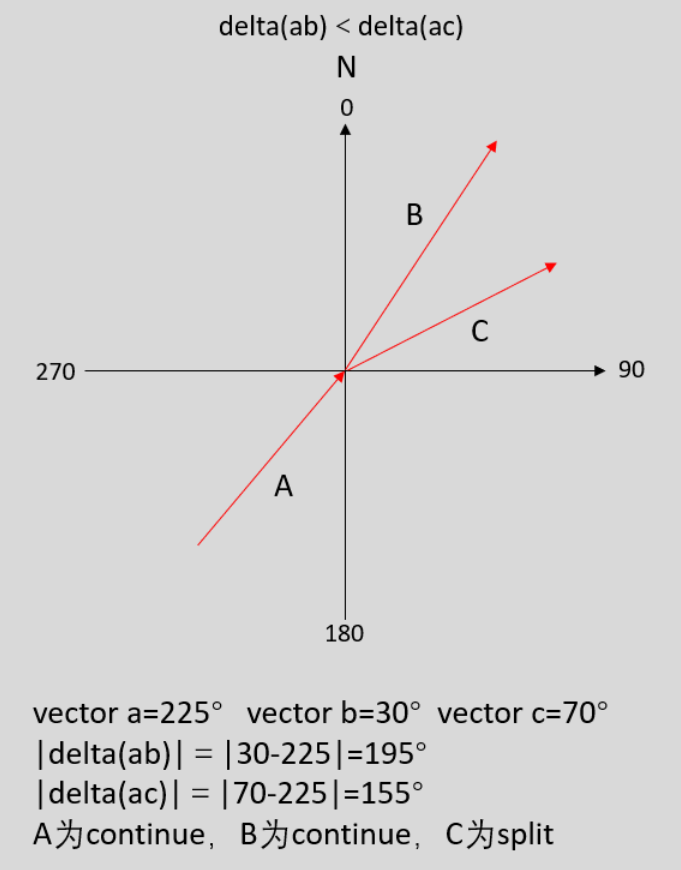 delta(ab) < delta(ac)
N
0
B
C
270
90
A
180
vector a=225° vector b=30° vector c=70°
|delta(ab)| = |30-225|=195°
|delta(ac)| = |70-225|=155°
A为continue，B为continue，C为split